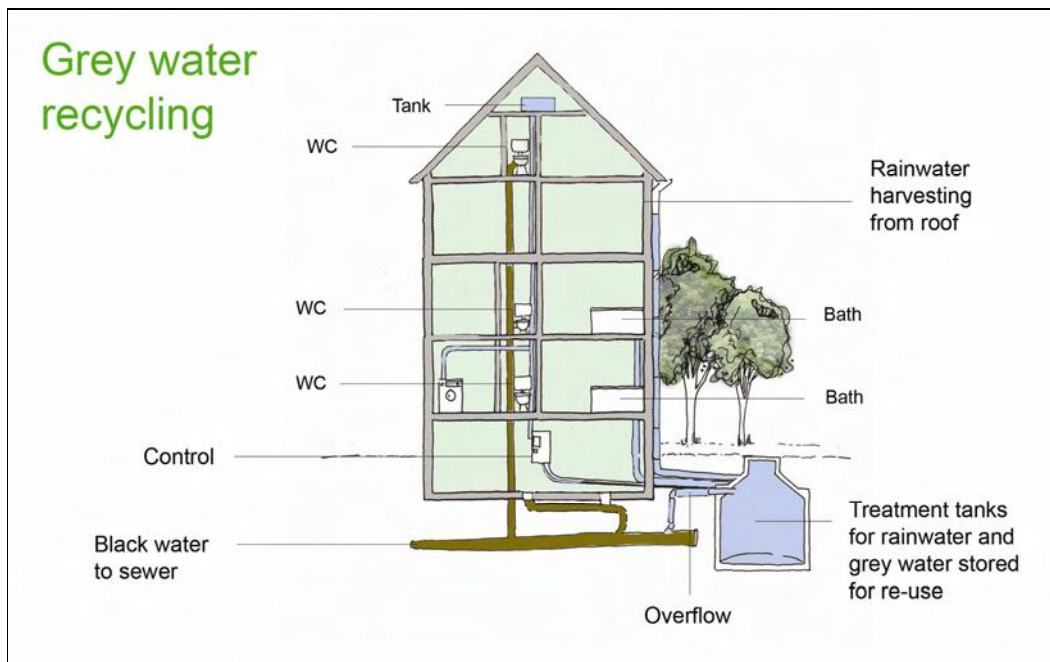 Grey water
recycling
Tank
WC
Rainwater
harvesting
from roof
WC
Bath
WC
Bath
Control
Black water
to sewer
Treatment tanks
for rainwater and
grey water stored
for re-use
Overflow